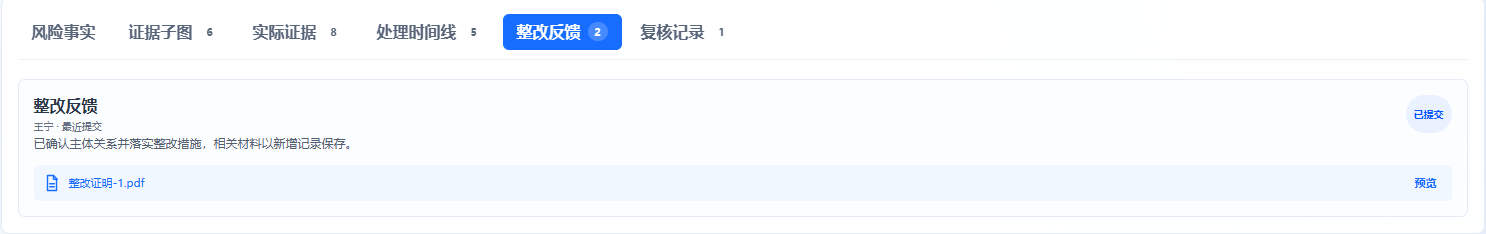 风险事实 证据子图 6 实际证据 8 处理时间线 5 整改反馈 2 复核记录 1
整改反馈
已提交
王宁 · 最近提交
已确认主体关系并落实整改措施，相关材料以新增记录保存。
整改证明-1.pdf 预览